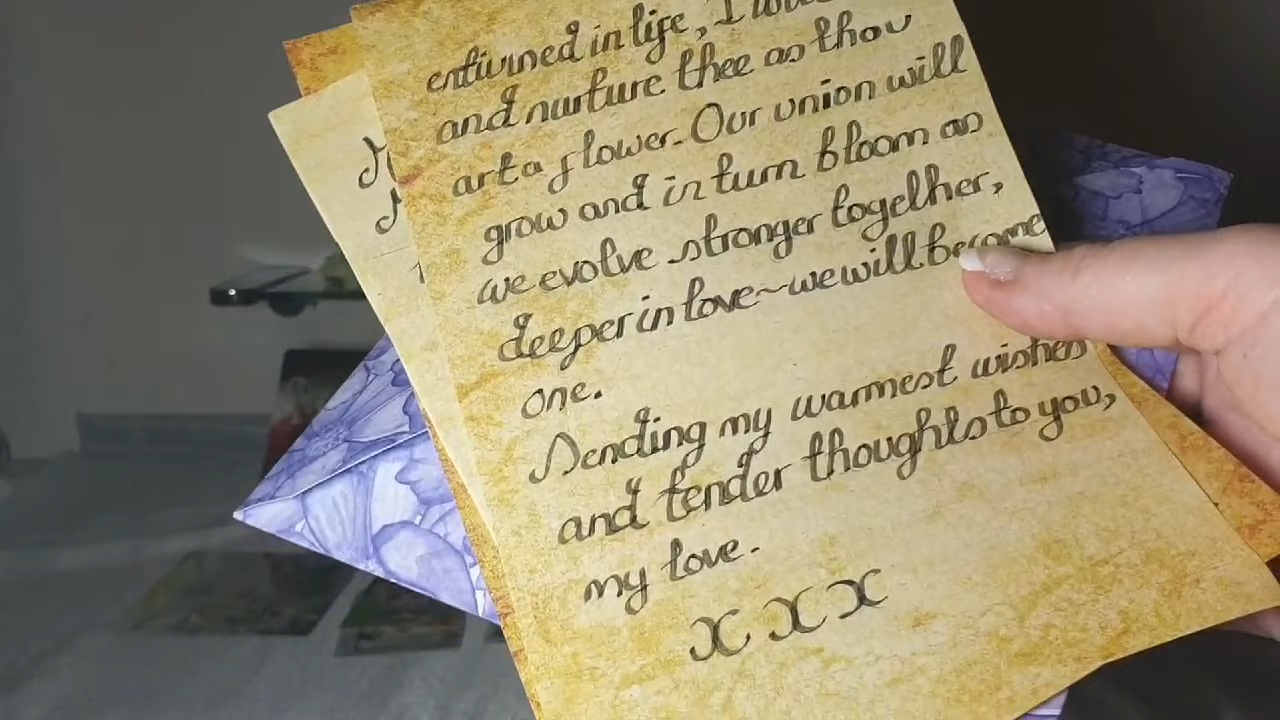 entwined in life, I
and nurture thee as thou
art a flower. Our union will
grow and in turn bloom as
we evolve stronger together,
deeper in love~we will become
one.
Sending my warmest wishes
and tender thoughts to you,
my love.
x x x